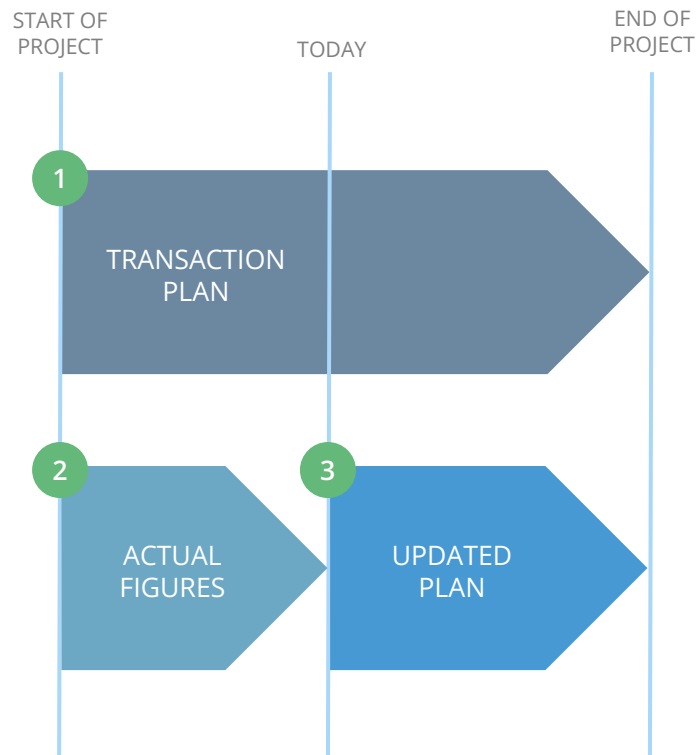 START OF
PROJECT
TODAY
END OF
PROJECT
1
TRANSACTION
PLAN
2
ACTUAL
FIGURES
3
UPDATED
PLAN